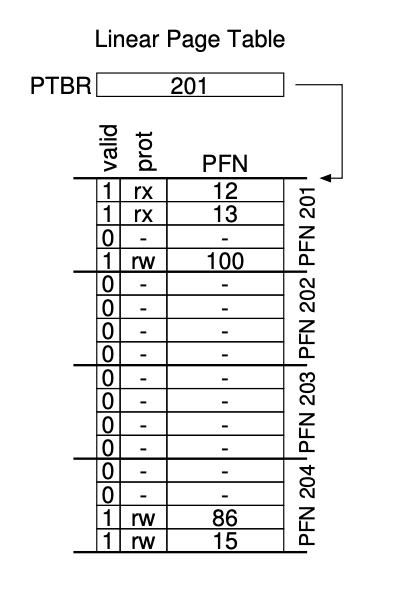 Linear Page Table
PTBR 201
valid prot PFN
1 rx 12
1 rx 13
0 - -
1 rw 100
PFN 201
0 - -
0 - -
0 - -
0 - -
PFN 202
0 - -
0 - -
0 - -
0 - -
PFN 203
0 - -
0 - -
1 rw 86
1 rw 15
PFN 204